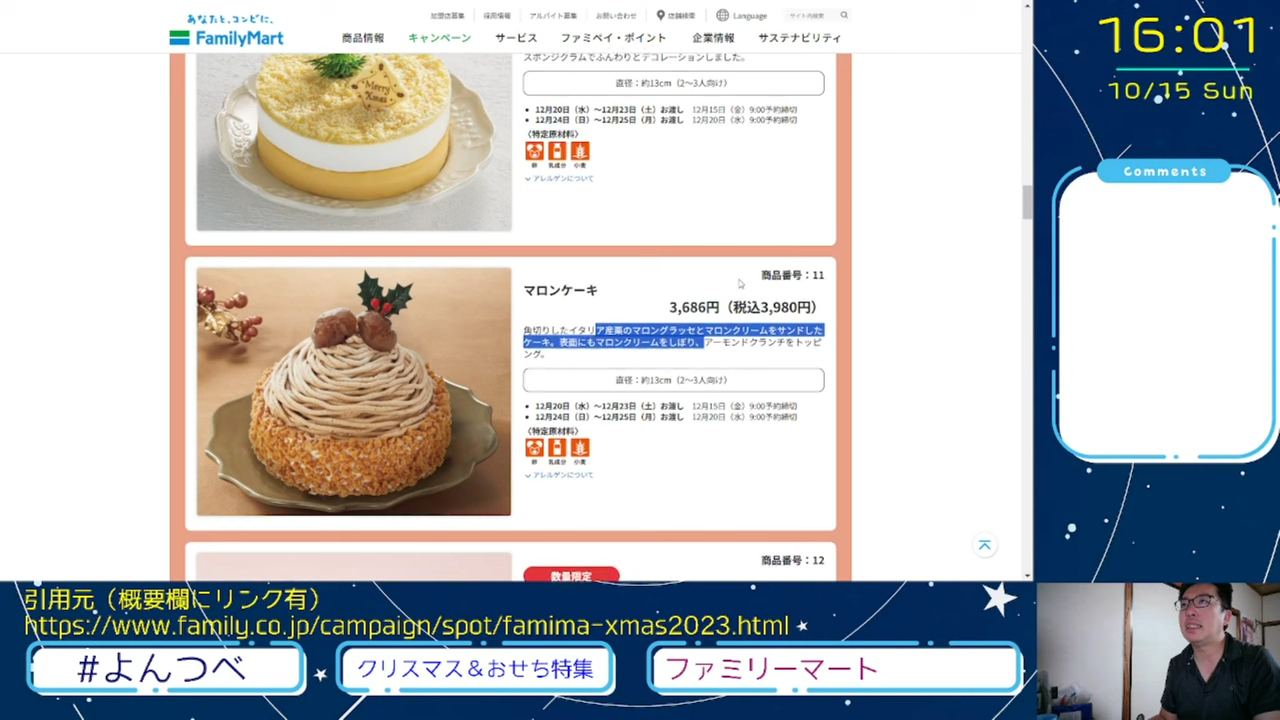 あなたと、コンビに、
FamilyMart
加盟店募集
採用情報
アルバイト募集
お問い合わせ
店舗検索
Language
サイト内検索
商品情報
キャンペーン
サービス
ファミペイ・ポイント
企業情報
サステナビリティ
スポンジクラムでふんわりとデコレーションしました。
直径：約13cm（2〜3人向け）
12月20日（水）〜12月23日（土）お渡し 12月15日（金）9:00予約締切
12月24日（日）〜12月25日（月）お渡し 12月20日（水）9:00予約締切
〈特定原材料〉
卵 乳成分 小麦
アレルゲンについて
Merry
Xmas
商品番号：11
マロンケーキ
3,686円（税込3,980円）
角切りしたイタリア産栗のマロングラッセとマロンクリームをサンドした
ケーキ。表面にもマロンクリームをしぼり、アーモンドクランチをトッピ
ング。
直径：約13cm（2〜3人向け）
12月20日（水）〜12月23日（土）お渡し 12月15日（金）9:00予約締切
12月24日（日）〜12月25日（月）お渡し 12月20日（水）9:00予約締切
〈特定原材料〉
卵 乳成分 小麦
アレルゲンについて
商品番号：12
数量限定
16:01
10/15 Sun
Comments
引用元（概要欄にリンク有）
https://www.family.co.jp/campaign/spot/famima-xmas2023.html
#よんつべ
クリスマス＆おせち特集
ファミリーマート